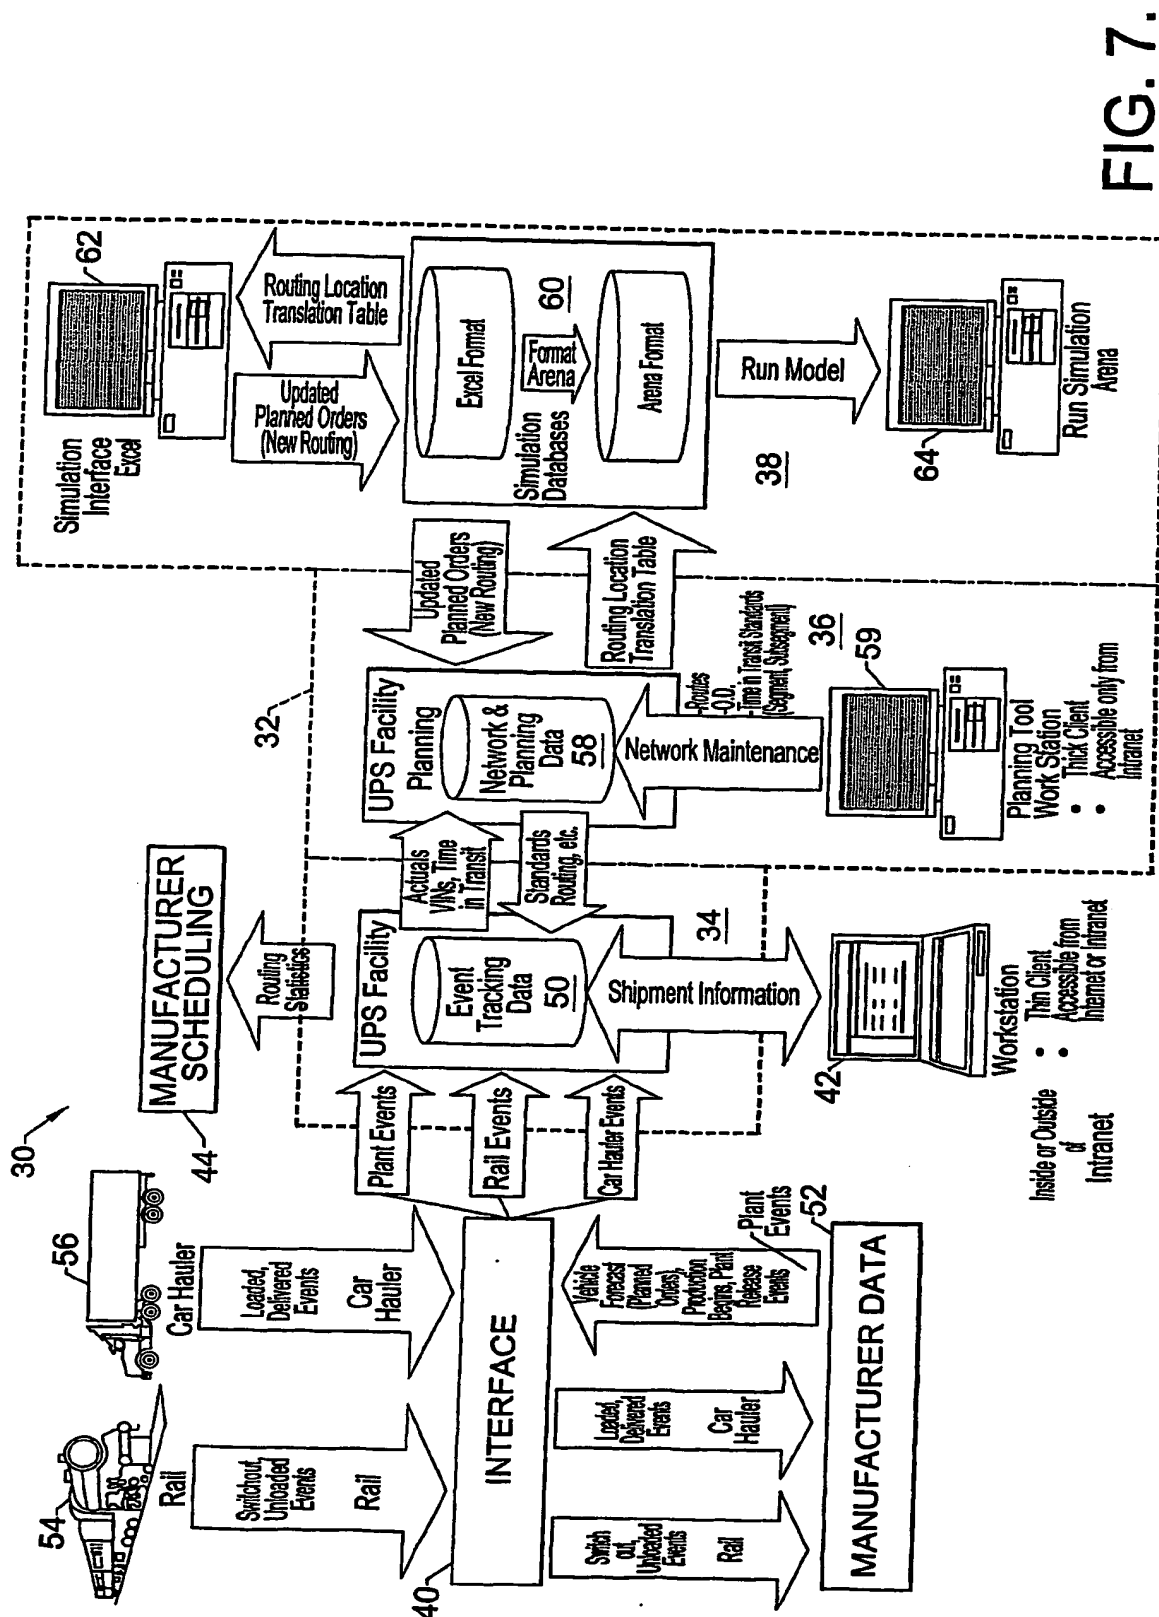 30
54
Rail
56
Car Hauler
Switchout,
Unloaded
Events
Rail
Loaded,
Delivered
Events
Car
Hauler
40
INTERFACE
Switch
out,
Unloaded
Events
Rail
Loaded,
Delivered
Events
Car
Hauler
Vehicle
Forecast
(Planned
Orders),
Production
Begins, Plant
Release
Events
Plant
Events
52
MANUFACTURER DATA
44
MANUFACTURER
SCHEDULING
Routing
Statistics
Plant Events
Rail Events
Car Hauler Events
32
UPS Facility
Event
Tracking
Data
50
34
Shipment Information
42
Workstation
• Thin Client
• Accessible from
Internet or Intranet
Inside or Outside
of
Intranet
Actuals
VINs, Time
in Transit
Standards
Routing, etc.
UPS Facility
Planning
Network &
Planning
Data
58
Network Maintenance
-Routes
-O.D.
-Time in Transit Standards
(Segment, Subsegment)
36
59
Planning Tool
Work Station
• Thick Client
• Accessible only from
Intranet
Updated
Planned Orders
(New Routing)
Routing Location
Translation Table
Simulation
Interface
Excel
62
Updated
Planned Orders
(New Routing)
Routing Location
Translation Table
Excel Format
Format
Arena
60
Arena Format
Simulation
Databases
38
Run Model
64
Run Simulation
Arena
FIG. 7.